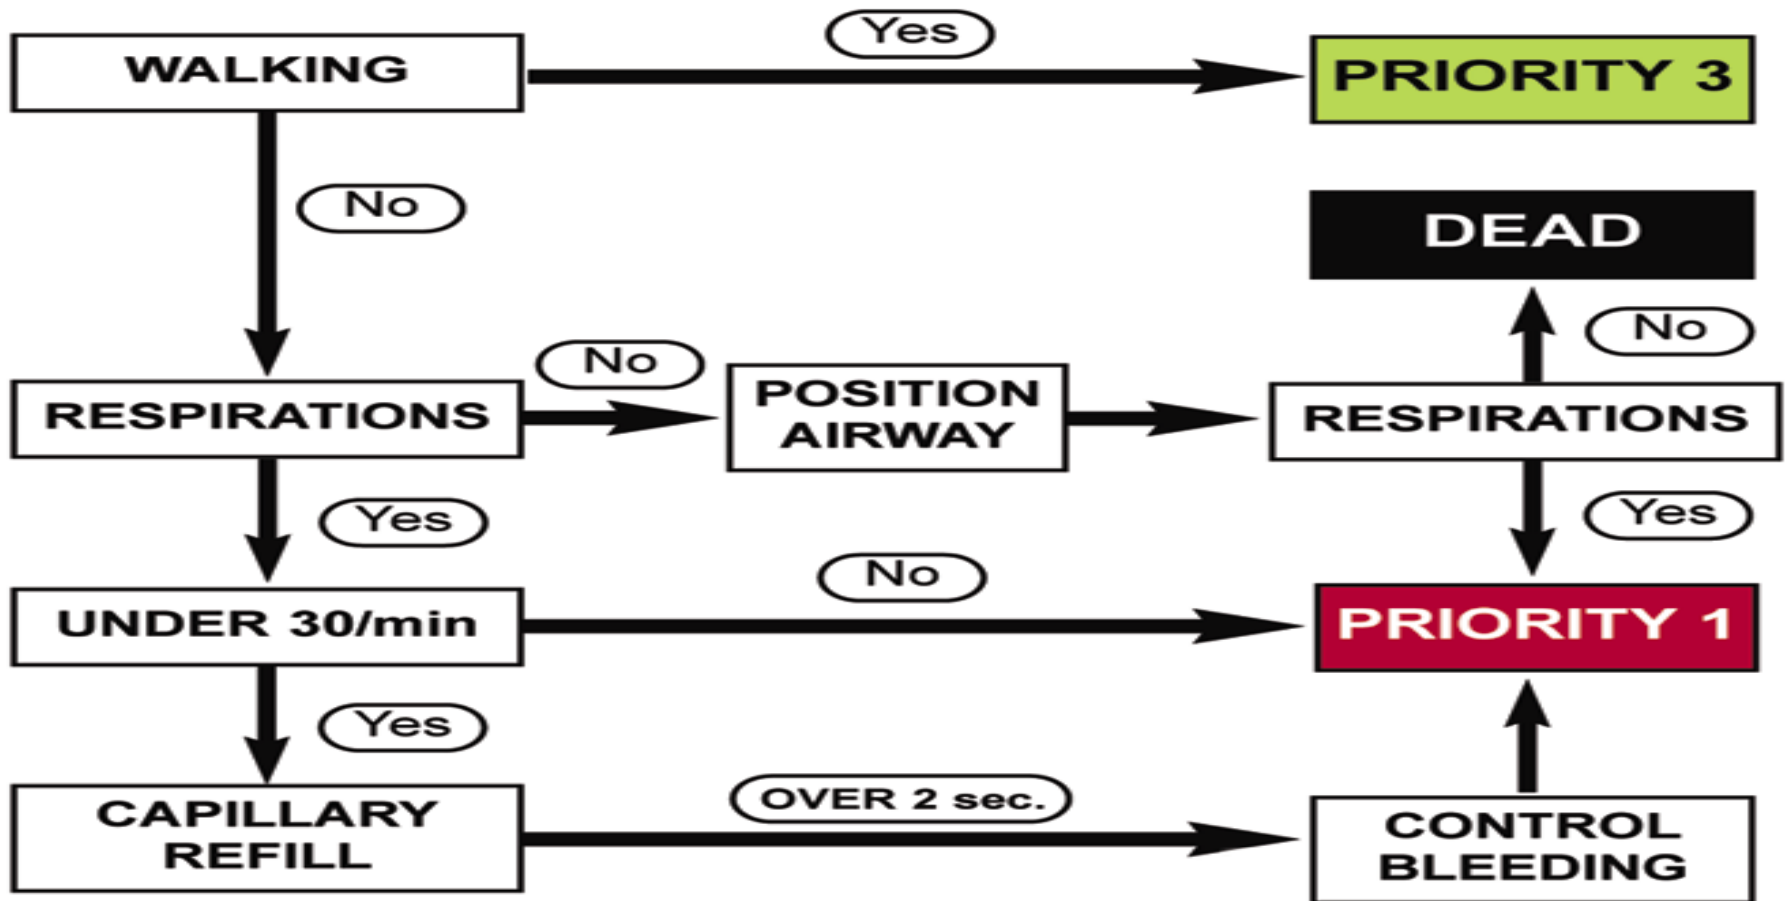 WALKING
Yes
PRIORITY 3
No
DEAD
No
RESPIRATIONS
No
POSITION
AIRWAY
RESPIRATIONS
Yes
Yes
UNDER 30/min
No
PRIORITY 1
Yes
CAPILLARY
REFILL
OVER 2 sec.
CONTROL
BLEEDING